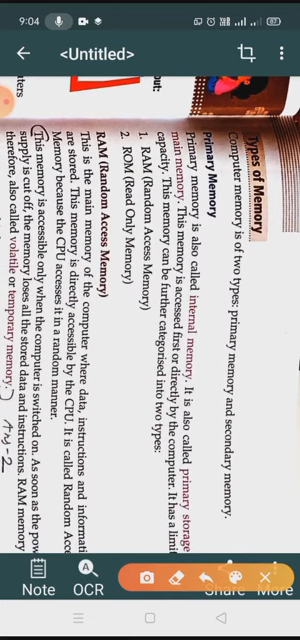 9:04
87
<Untitled>
Types of Memory
Computer memory is of two types: primary memory and secondary memory.
Primary Memory
Primary memory is also called internal memory. It is also called primary storage
main memory. This memory is accessed first or directly by the computer. It has a limit
capacity. This memory can be further categorised into two types:
1. RAM (Random Access Memory)
2. ROM (Read Only Memory)
RAM (Random Access Memory)
This is the main memory of the computer where data, instructions and informati
are stored. This memory is directly accessible by the CPU. It is called Random Acce
Memory because the CPU accesses it in a random manner.
This memory is accessible only when the computer is switched on. As soon as the pow
supply is cut off, the memory loses all the stored data and instructions. RAM memory
therefore, also called volatile or temporary memory. Ans-2
put:
ters
Note
OCR
Share
More